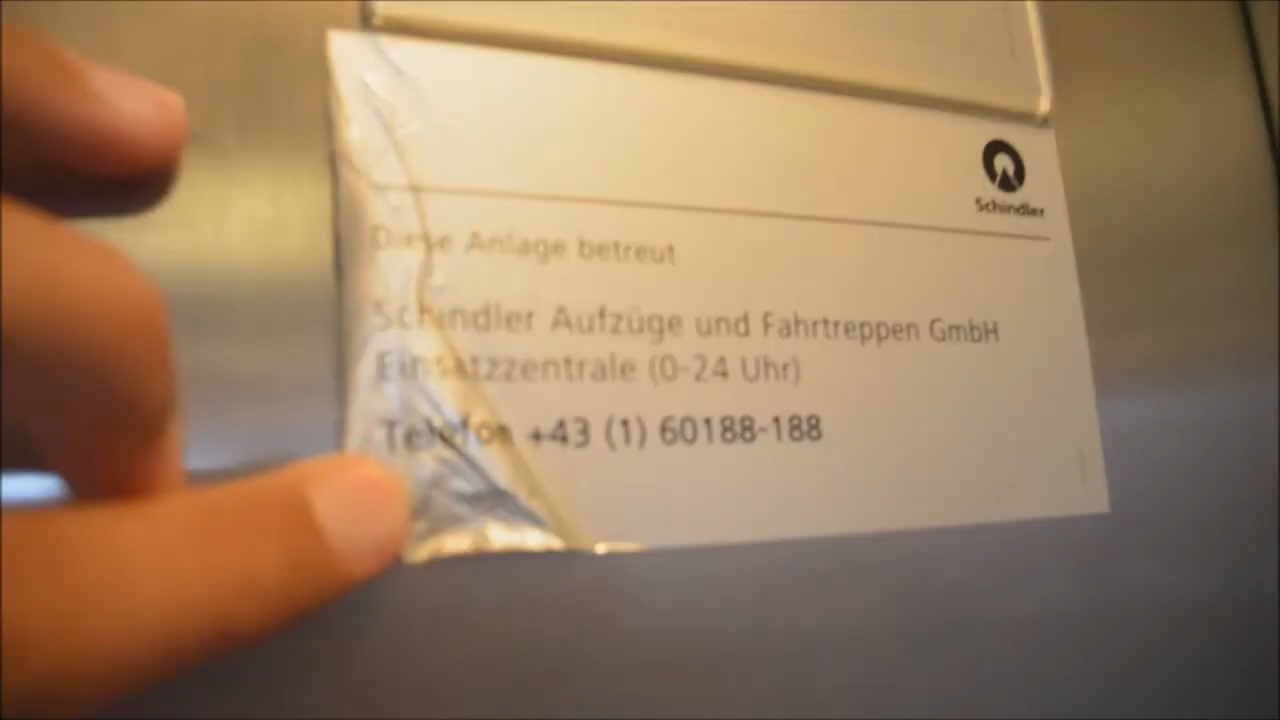 Schindler
Diese Anlage betreut
Schindler Aufzüge und Fahrtreppen GmbH
Einsatzzentrale (0-24 Uhr)
Telefon +43 (1) 60188-188